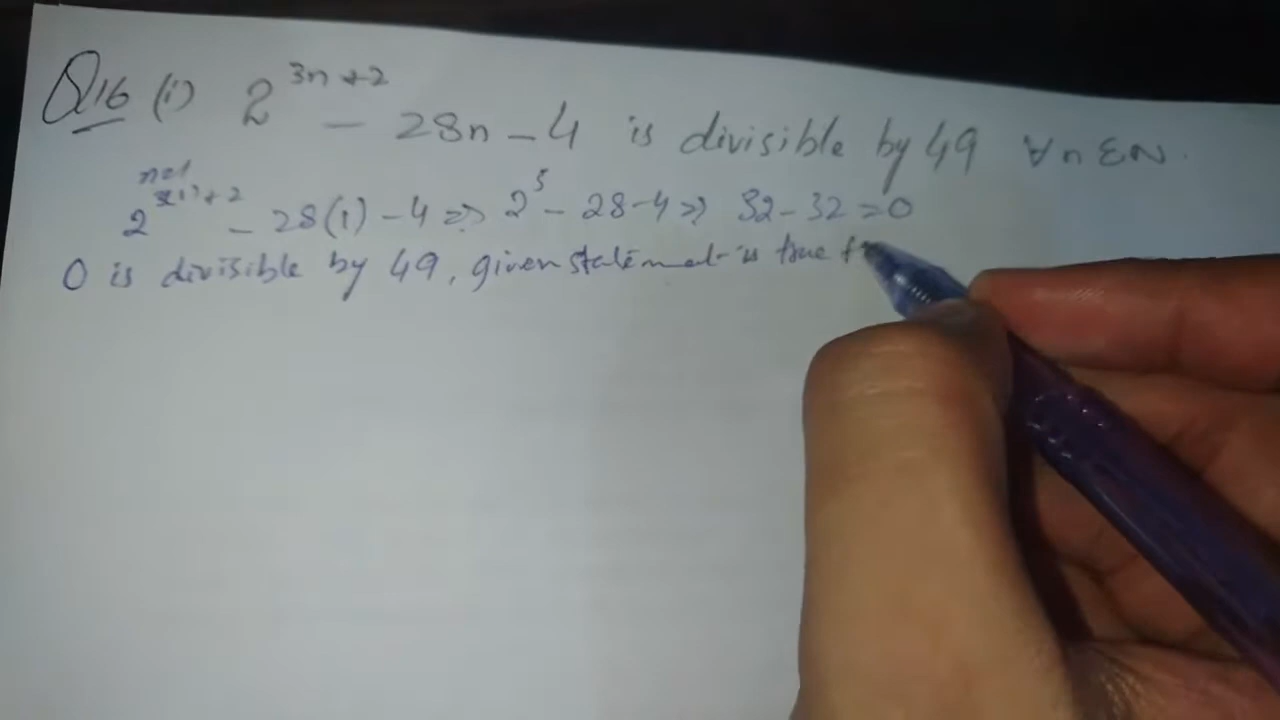 Q16 (i) 2^{3n+2} - 28n - 4 is divisible by 49 ∀ n ∈ N.
n=1
2^{3(1)+2} - 28(1) - 4 => 2^5 - 28 - 4 => 32 - 32 = 0
0 is divisible by 49, given statement is true f